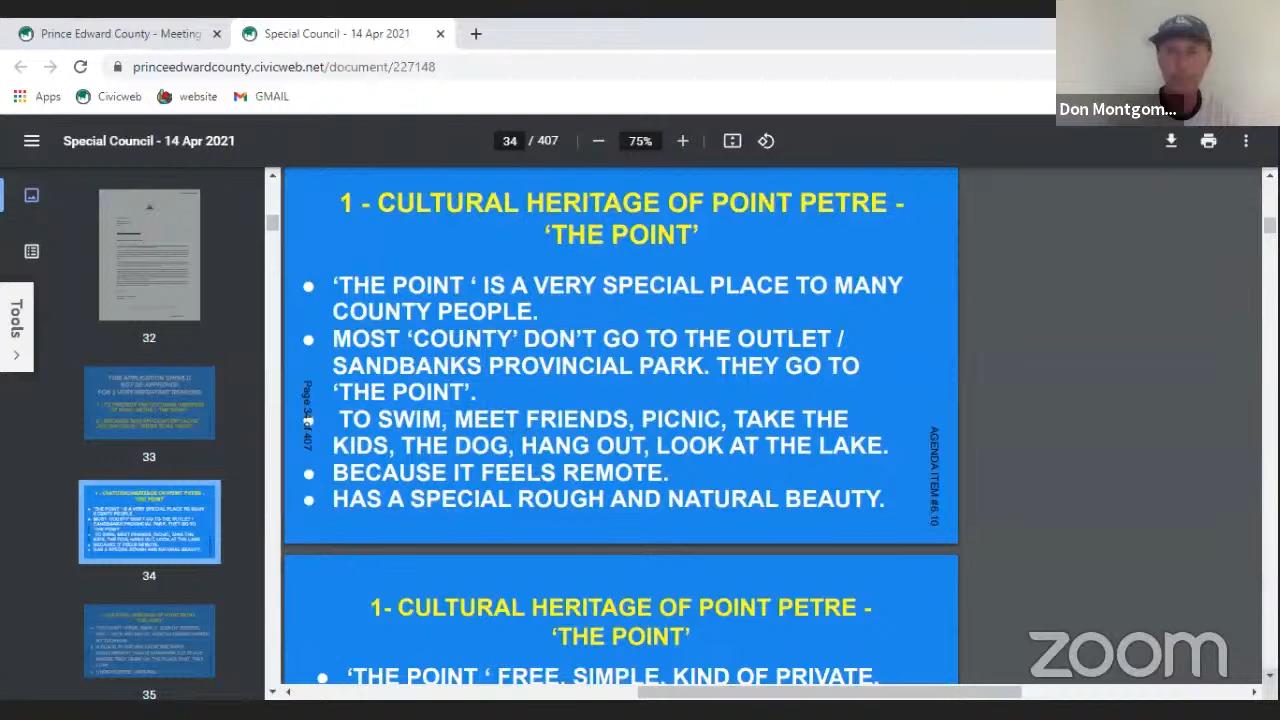 Prince Edward County - Meeting
Special Council - 14 Apr 2021
princeedwardcounty.civicweb.net/document/227148
Apps
Civicweb
website
GMAIL
Don Montgom...
Special Council - 14 Apr 2021
34 / 407
75%
Tools
32
33
34
35
1 - CULTURAL HERITAGE OF POINT PETRE -
‘THE POINT’
● ‘THE POINT ‘ IS A VERY SPECIAL PLACE TO MANY
COUNTY PEOPLE.
● MOST ‘COUNTY’ DON’T GO TO THE OUTLET /
SANDBANKS PROVINCIAL PARK. THEY GO TO
‘THE POINT’.
TO SWIM, MEET FRIENDS, PICNIC, TAKE THE
KIDS, THE DOG, HANG OUT, LOOK AT THE LAKE.
● BECAUSE IT FEELS REMOTE.
● HAS A SPECIAL ROUGH AND NATURAL BEAUTY.
Page 34 of 407
AGENDA ITEM #6.10
1- CULTURAL HERITAGE OF POINT PETRE -
‘THE POINT’
● ‘THE POINT ‘ FREE, SIMPLE, KIND OF PRIVATE,
zoom